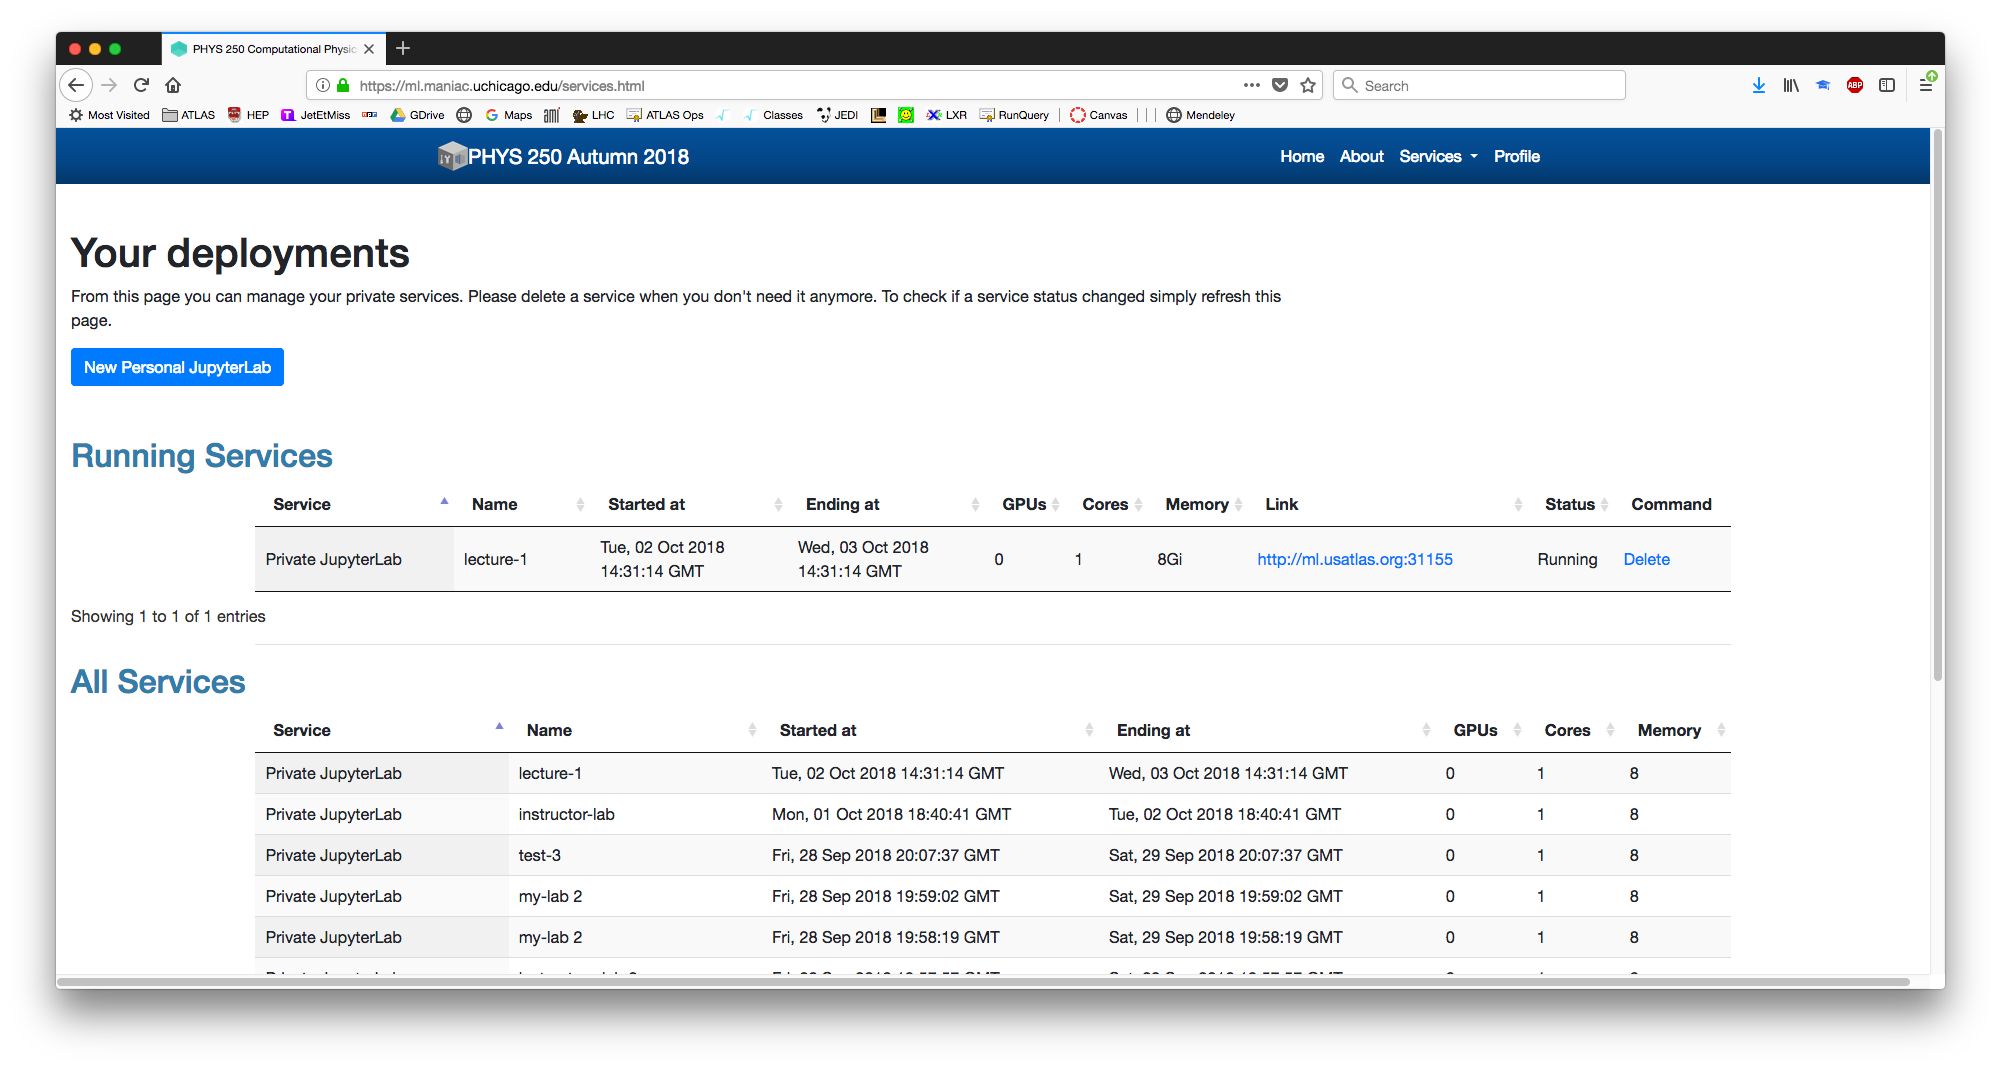 PHYS 250 Computational Physic
https://ml.maniac.uchicago.edu/services.html
Search
Most Visited ATLAS HEP JetEtMiss GDrive Maps LHC ATLAS Ops Classes JEDI LXR RunQuery Canvas Mendeley
PHYS 250 Autumn 2018 Home About Services Profile
Your deployments
From this page you can manage your private services. Please delete a service when you don't need it anymore. To check if a service status changed simply refresh this
page.
New Personal JupyterLab
Running Services
Service Name Started at Ending at GPUs Cores Memory Link Status Command
Private JupyterLab lecture-1 Tue, 02 Oct 2018 14:31:14 GMT Wed, 03 Oct 2018 14:31:14 GMT 0 1 8Gi http://ml.usatlas.org:31155 Running Delete
Showing 1 to 1 of 1 entries
All Services
Service Name Started at Ending at GPUs Cores Memory
Private JupyterLab lecture-1 Tue, 02 Oct 2018 14:31:14 GMT Wed, 03 Oct 2018 14:31:14 GMT 0 1 8
Private JupyterLab instructor-lab Mon, 01 Oct 2018 18:40:41 GMT Tue, 02 Oct 2018 18:40:41 GMT 0 1 8
Private JupyterLab test-3 Fri, 28 Sep 2018 20:07:37 GMT Sat, 29 Sep 2018 20:07:37 GMT 0 1 8
Private JupyterLab my-lab 2 Fri, 28 Sep 2018 19:59:02 GMT Sat, 29 Sep 2018 19:59:02 GMT 0 1 8
Private JupyterLab my-lab 2 Fri, 28 Sep 2018 19:58:19 GMT Sat, 29 Sep 2018 19:58:19 GMT 0 1 8